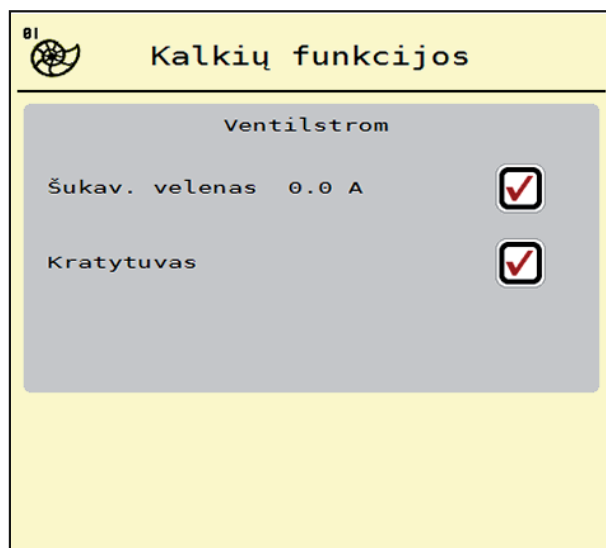 01
Kalkių funkcijos
Ventilstrom
Šukav. velenas 0.0 A
Kratytuvas